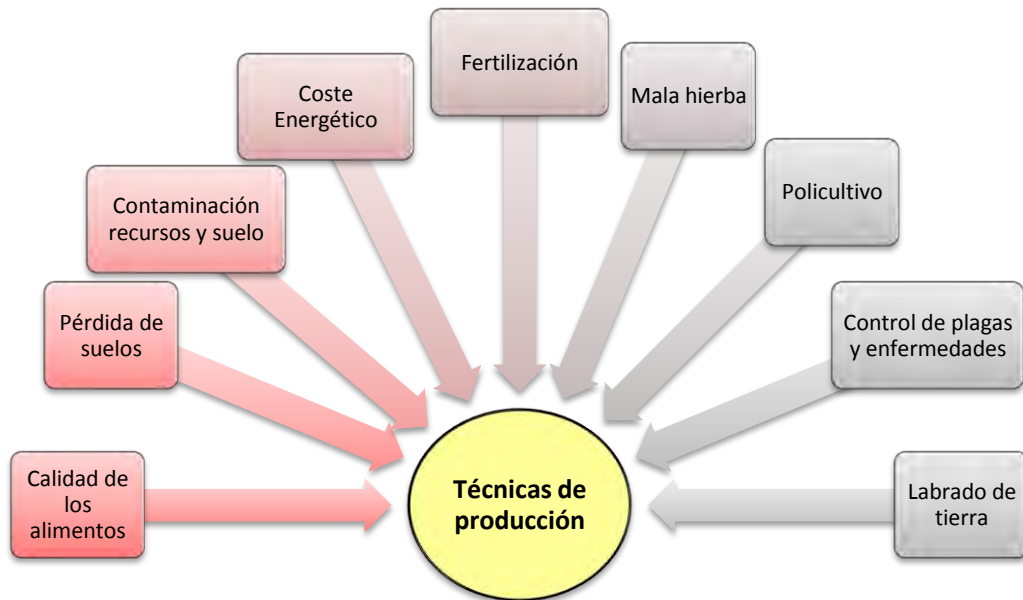 Fertilización
Mala hierba
Coste
Energético
Policultivo
Contaminación
recursos y suelo
Pérdida de
suelos
Control de plagas
y enfermedades
Calidad de
los
alimentos
Técnicas de
producción
Labrado de
tierra